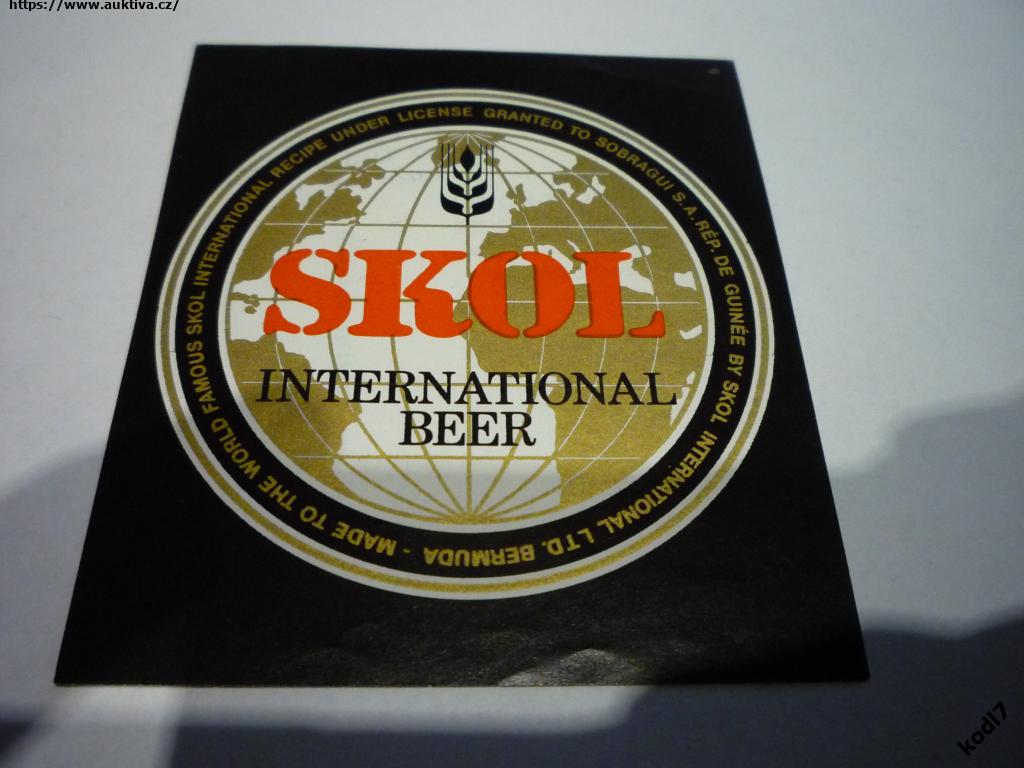 https://www.auktiva.cz/
MADE TO THE WORLD FAMOUS SKOL INTERNATIONAL RECIPE UNDER LICENSE GRANTED TO SOBRAGUI S.A. RÉP. DE GUINÉE BY SKOL INTERNATIONAL LTD. BERMUDA -
SKOL
INTERNATIONAL
BEER
kodl7